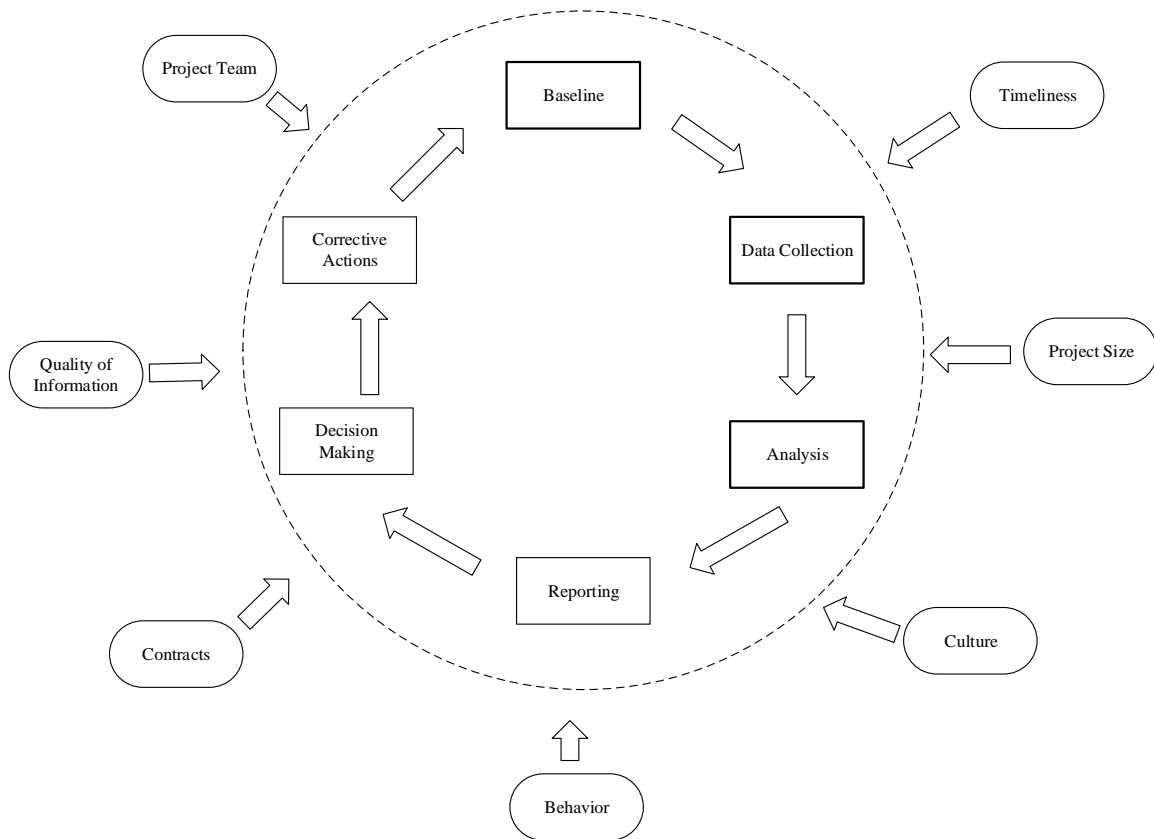 Project Team
Baseline
Timeliness
Corrective
Actions
Data Collection
Quality of
Information
Project Size
Decision
Making
Analysis
Reporting
Contracts
Culture
Behavior